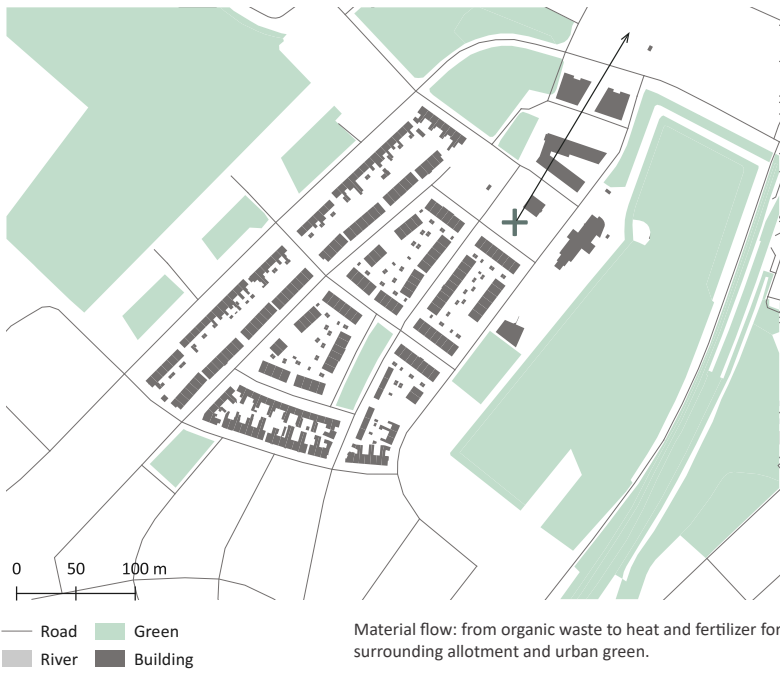 0 50 100 m
Road
Green
River
Building
Material flow: from organic waste to heat and fertilizer for
surrounding allotment and urban green.